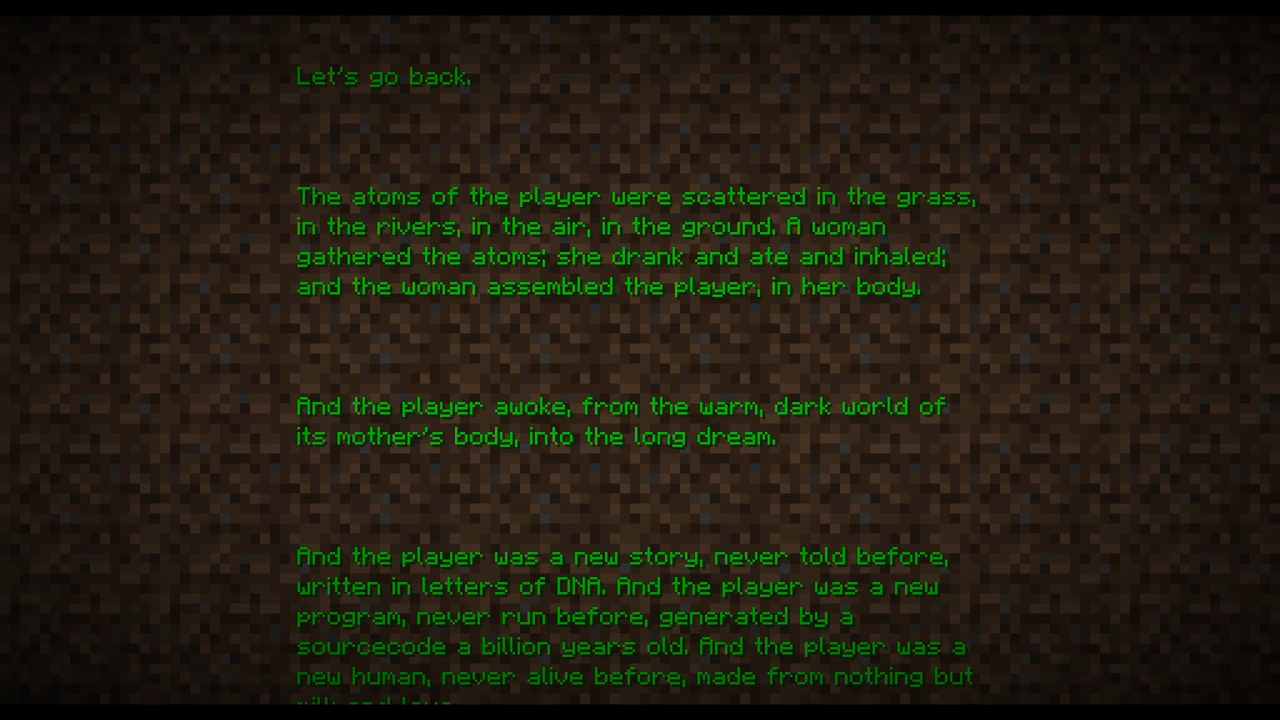 Let's go back.
The atoms of the player were scattered in the grass,
in the rivers, in the air, in the ground. A woman
gathered the atoms; she drank and ate and inhaled;
and the woman assembled the player, in her body.
And the player awoke, from the warm, dark world of
its mother's body, into the long dream.
And the player was a new story, never told before,
written in letters of DNA. And the player was a new
program, never run before, generated by a
sourcecode a billion years old. And the player was a
new human, never alive before, made from nothing but